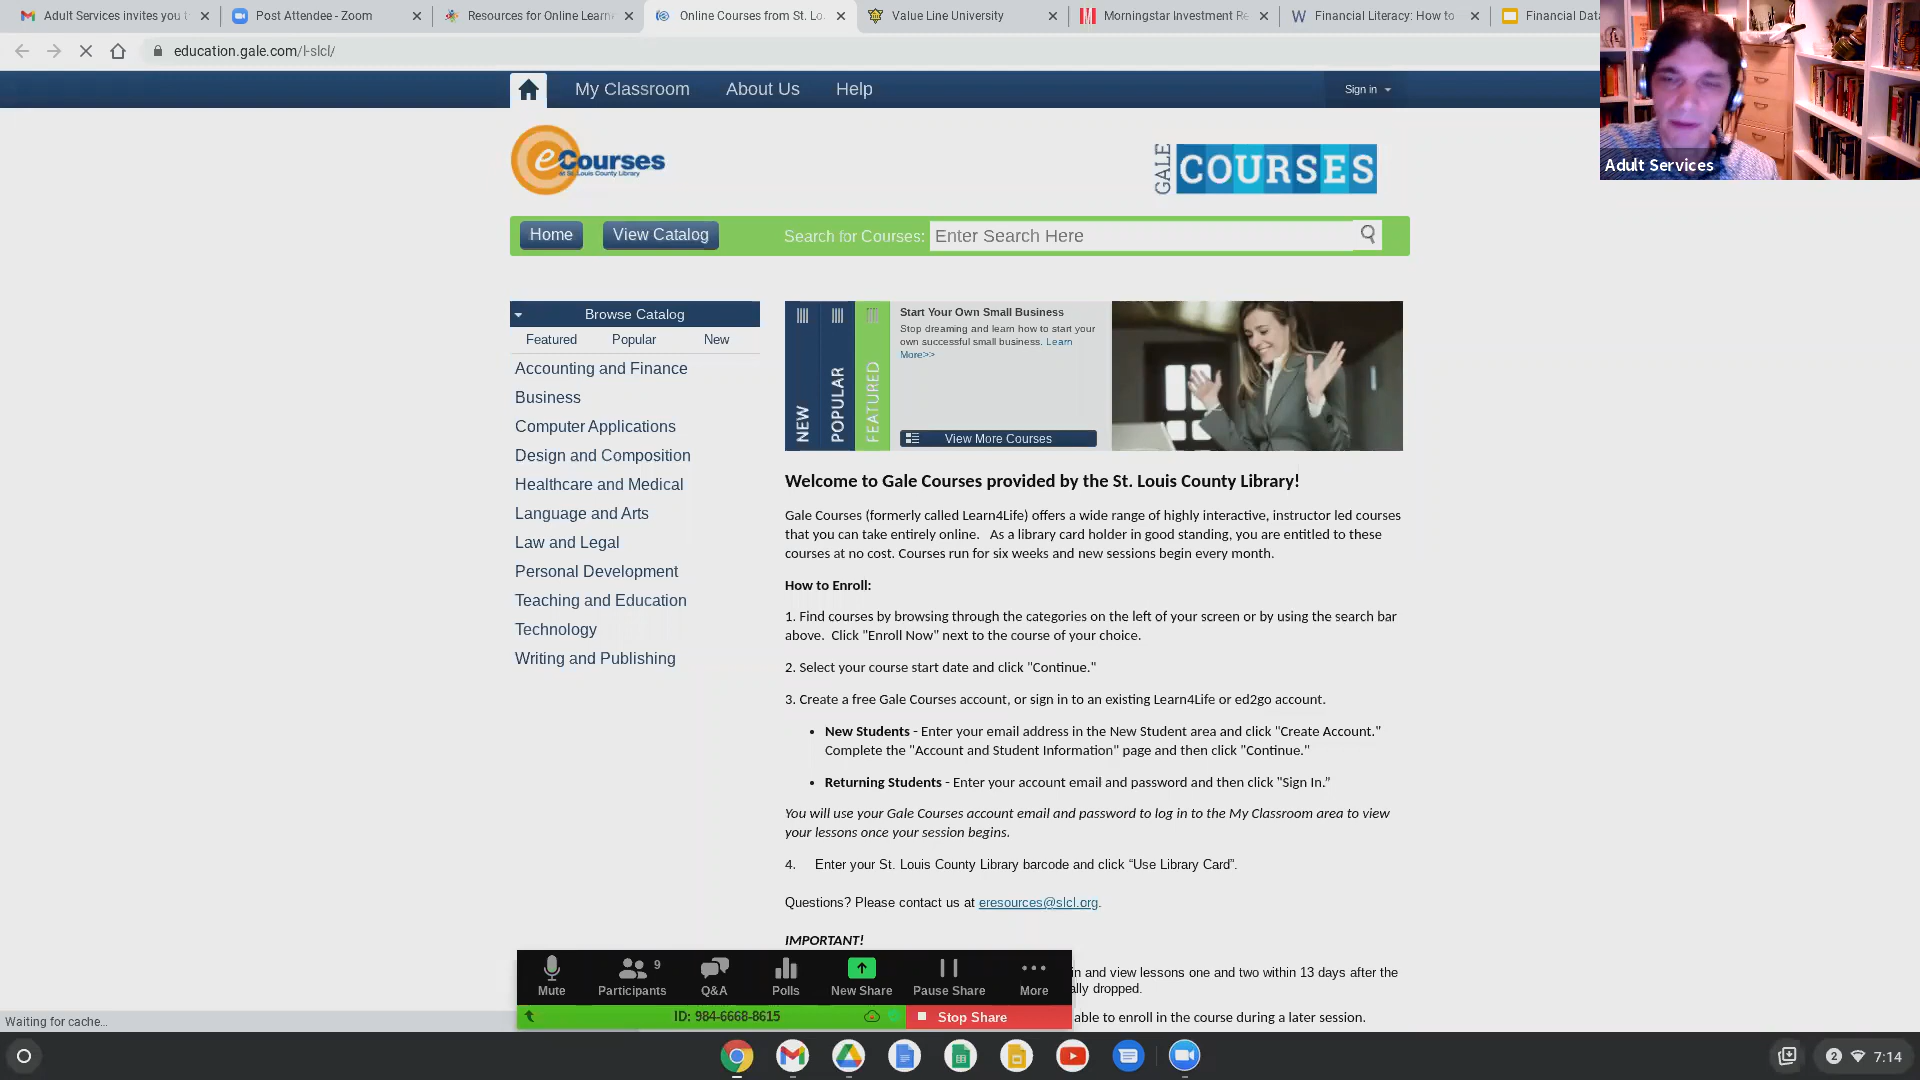 Adult Services invites you t
Post Attendee - Zoom
Resources for Online Learn
Online Courses from St. Lo
Value Line University
Morningstar Investment Re
Financial Literacy: How to
Financial Dat
education.gale.com/l-slcl/
My Classroom
About Us
Help
Sign in
eCourses
at St. Louis County Library
GALE COURSES
Adult Services
Home
View Catalog
Search for Courses:
Enter Search Here
Browse Catalog
Featured
Popular
New
Accounting and Finance
Business
Computer Applications
Design and Composition
Healthcare and Medical
Language and Arts
Law and Legal
Personal Development
Teaching and Education
Technology
Writing and Publishing
NEW
POPULAR
FEATURED
Start Your Own Small Business
Stop dreaming and learn how to start your
own successful small business. Learn
More>>
View More Courses
Welcome to Gale Courses provided by the St. Louis County Library!
Gale Courses (formerly called Learn4Life) offers a wide range of highly interactive, instructor led courses
that you can take entirely online. As a library card holder in good standing, you are entitled to these
courses at no cost. Courses run for six weeks and new sessions begin every month.
How to Enroll:
1. Find courses by browsing through the categories on the left of your screen or by using the search bar
above. Click "Enroll Now" next to the course of your choice.
2. Select your course start date and click "Continue."
3. Create a free Gale Courses account, or sign in to an existing Learn4Life or ed2go account.
• New Students - Enter your email address in the New Student area and click "Create Account."
Complete the "Account and Student Information" page and then click "Continue."
• Returning Students - Enter your account email and password and then click "Sign In.”
You will use your Gale Courses account email and password to log in to the My Classroom area to view
your lessons once your session begins.
4. Enter your St. Louis County Library barcode and click “Use Library Card”.
Questions? Please contact us at eresources@slcl.org.
IMPORTANT!
in and view lessons one and two within 13 days after the
ally dropped.
able to enroll in the course during a later session.
Mute
Participants
9
Q&A
Polls
New Share
Pause Share
More
ID: 984-6668-8615
Stop Share
Waiting for cache...
2
7:14